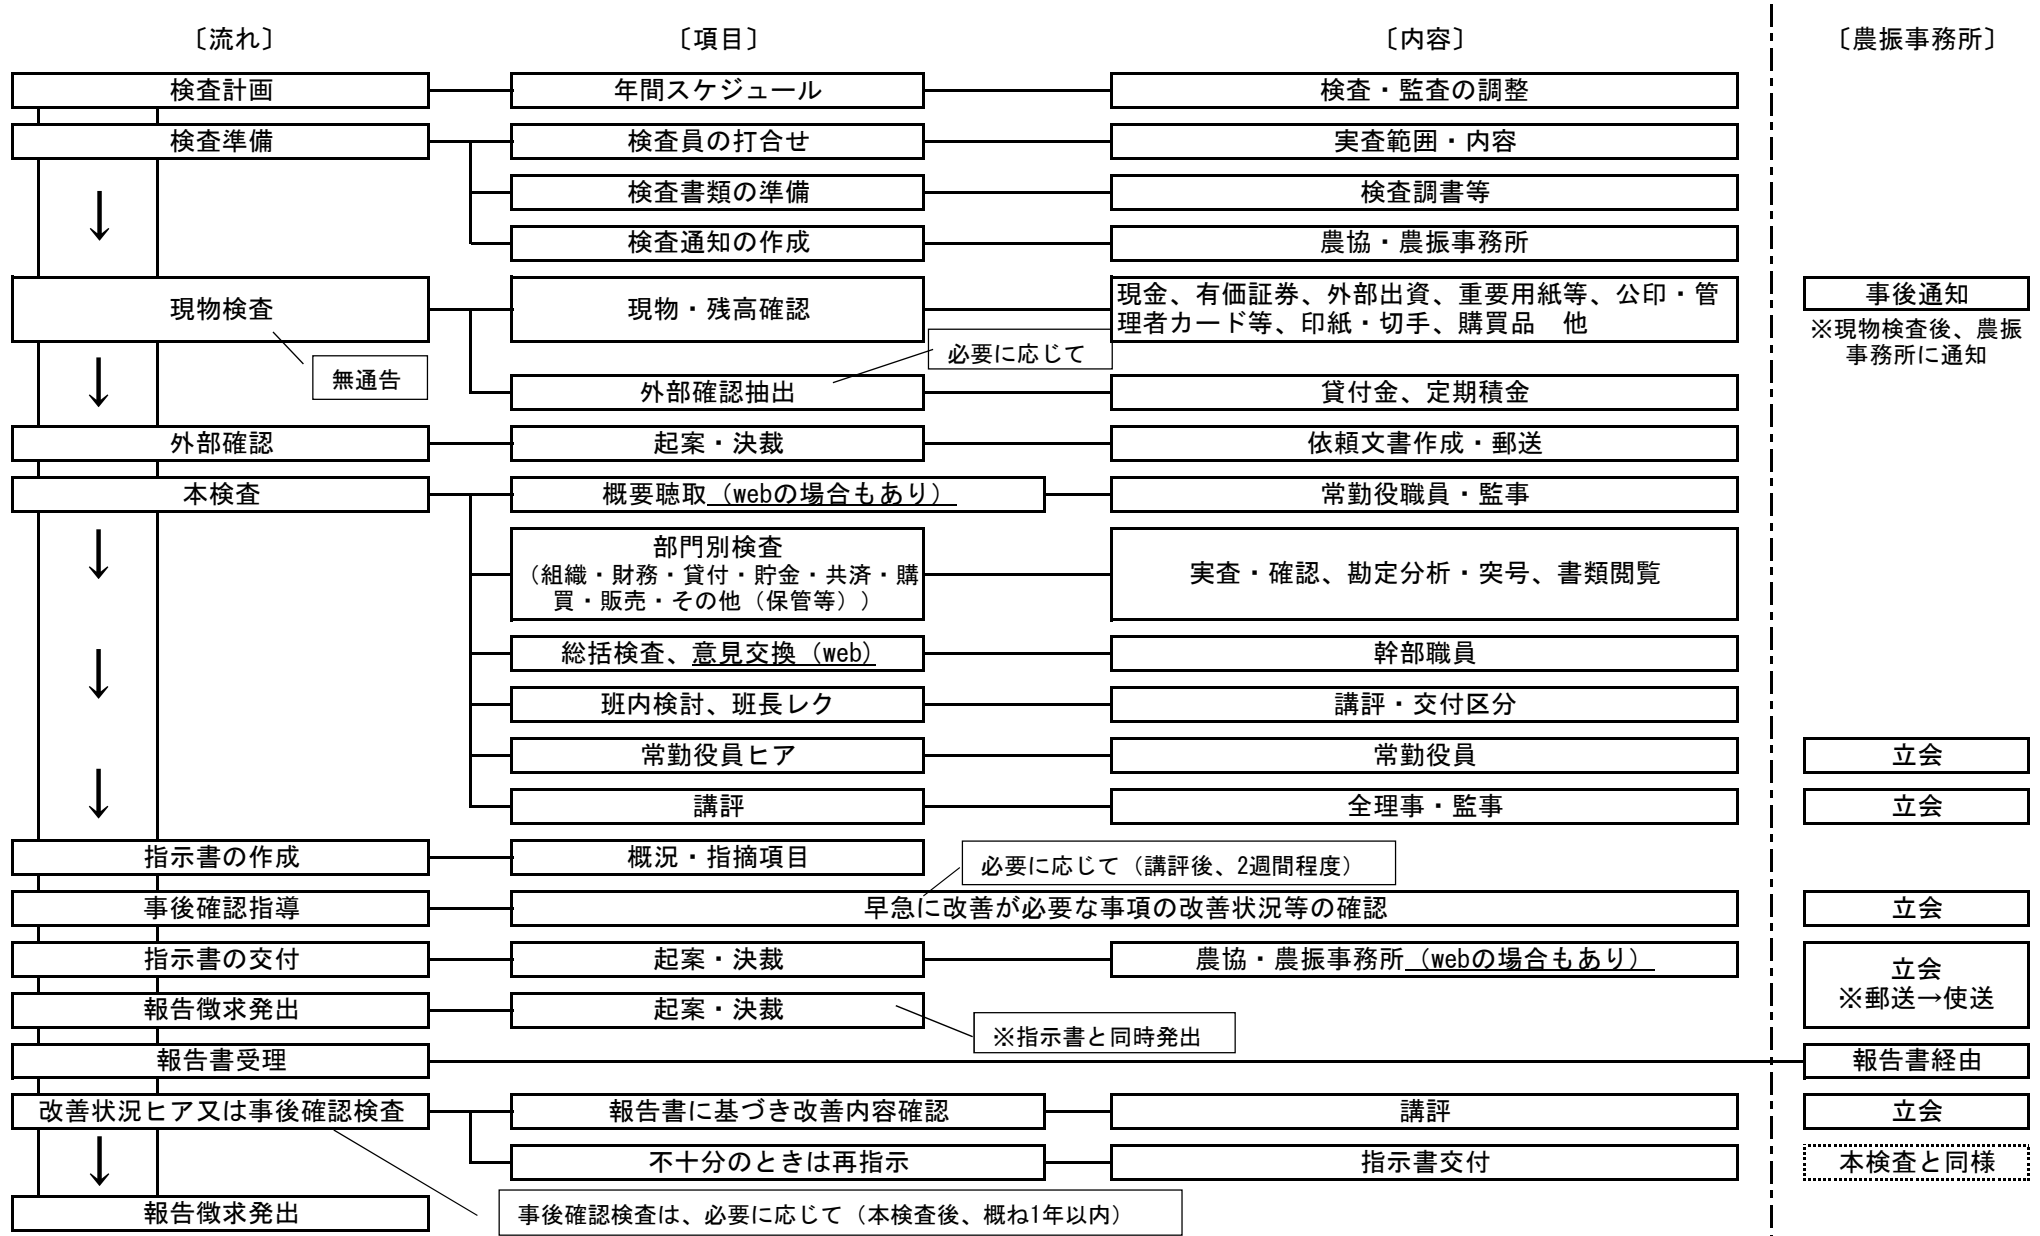 〔流れ〕 〔項目〕 〔内容〕 〔農振事務所〕
検査計画 年間スケジュール 検査・監査の調整
検査準備 検査員の打合せ 実査範囲・内容
検査書類の準備 検査調書等
↓
検査通知の作成 農協・農振事務所
現物検査 現物・残高確認
現金、有価証券、外部出資、重要用紙等、公印・管
理者カード等、印紙・切手、購買品 他
事後通知
※現物検査後、農振
事務所に通知
必要に応じて
無通告
↓
外部確認抽出 貸付金、定期積金
外部確認 起案・決裁 依頼文書作成・郵送
本検査 概要聴取（webの場合もあり） 常勤役職員・監事
↓
部門別検査
（組織・財務・貸付・貯金・共済・購
買・販売・その他（保管等））
実査・確認、勘定分析・突号、書類閲覧
総括検査、意見交換（web） 幹部職員
↓
班内検討、班長レク 講評・交付区分
常勤役員ヒア 常勤役員 立会
↓
講評 全理事・監事 立会
指示書の作成 概況・指摘項目
必要に応じて（講評後、2週間程度）
事後確認指導 早急に改善が必要な事項の改善状況等の確認 立会
指示書の交付 起案・決裁 農協・農振事務所（webの場合もあり）
立会
※郵送→使送
報告徴求発出 起案・決裁
※指示書と同時発出
報告書受理 報告書経由
改善状況ヒア又は事後確認検査 報告書に基づき改善内容確認 講評 立会
↓
不十分のときは再指示 指示書交付 本検査と同様
報告徴求発出
事後確認検査は、必要に応じて（本検査後、概ね1年以内）